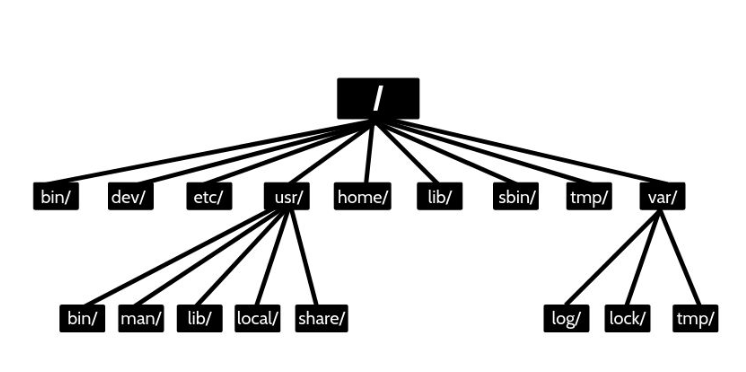 /
bin/ dev/ etc/ usr/ home/ lib/ sbin/ tmp/ var/
bin/ man/ lib/ local/ share/ log/ lock/ tmp/